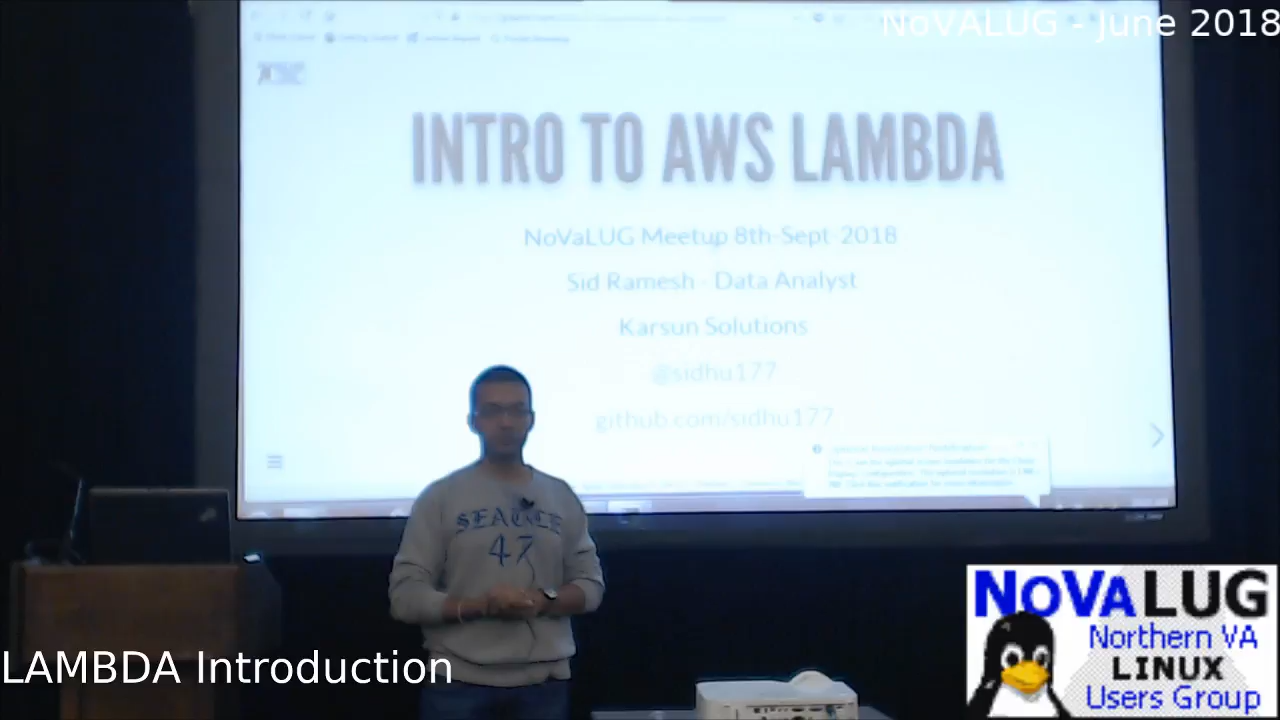 NoVALUG - June 2018
INTRO TO AWS LAMBDA
NoVaLUG Meetup 8th-Sept-2018
Sid Ramesh - Data Analyst
Karsun Solutions
@sidhu177
github.com/sidhu177
SEATTLE
47
LAMBDA Introduction
NoVALUG
Northern VA
LINUX
Users Group